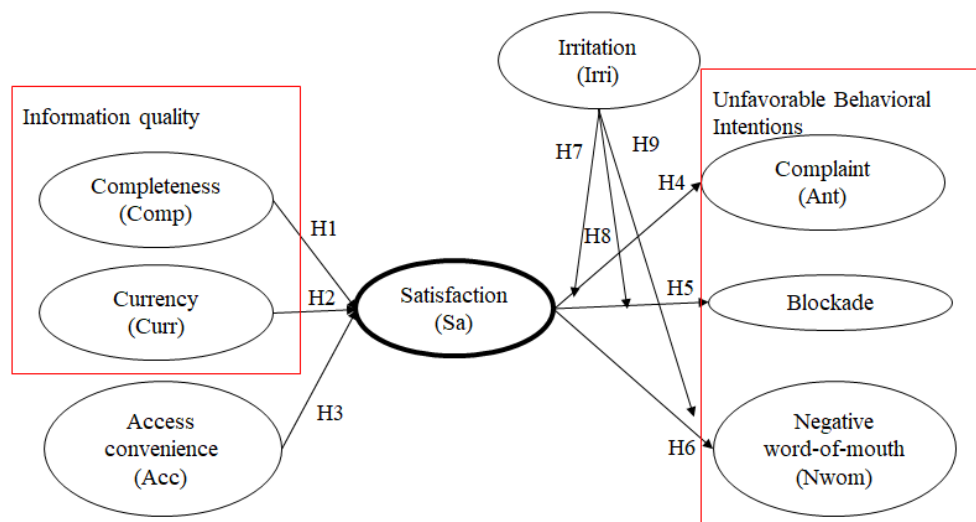 Irritation
(Irri)
Information quality
Unfavorable Behavioral
Intentions
H7
H9
Completeness
(Comp)
Complaint
(Ant)
H4
H1
H8
Currency
(Curr)
H2
Satisfaction
(Sa)
H5
Blockade
H3
Access
convenience
(Acc)
H6
Negative
word-of-mouth
(Nwom)